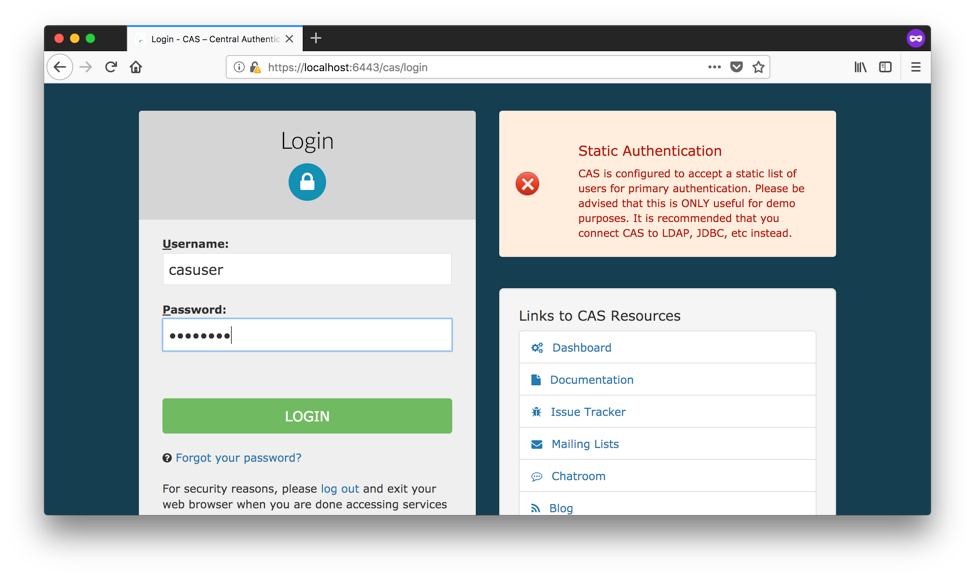 Login - CAS – Central Authentic
https://localhost:6443/cas/login
Login
Username:
casuser
Password:
LOGIN
Forgot your password?
For security reasons, please log out and exit your
web browser when you are done accessing services
Static Authentication
CAS is configured to accept a static list of
users for primary authentication. Please be
advised that this is ONLY useful for demo
purposes. It is recommended that you
connect CAS to LDAP, JDBC, etc instead.
Links to CAS Resources
Dashboard
Documentation
Issue Tracker
Mailing Lists
Chatroom
Blog